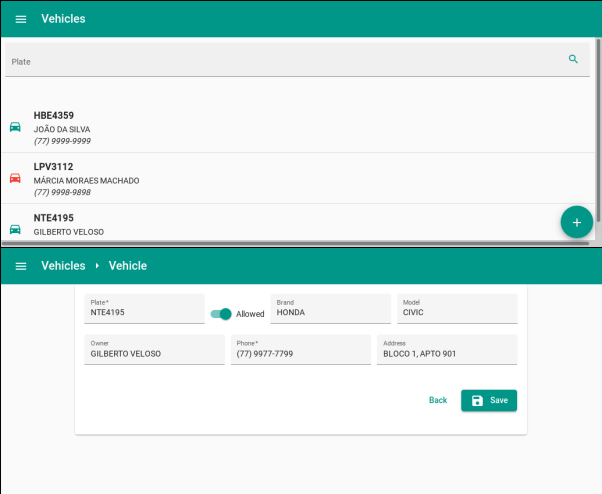 Vehicles
Plate
HBE4359
JOÃO DA SILVA
(77) 9999-9999
LPV3112
MÁRCIA MORAES MACHADO
(77) 9998-9898
NTE4195
GILBERTO VELOSO
Vehicles Vehicle
Plate* Brand Model
NTE4195 Allowed HONDA CIVIC
Owner Phone* Address
GILBERTO VELOSO (77) 9977-7799 BLOCO 1, APTO 901
Back Save